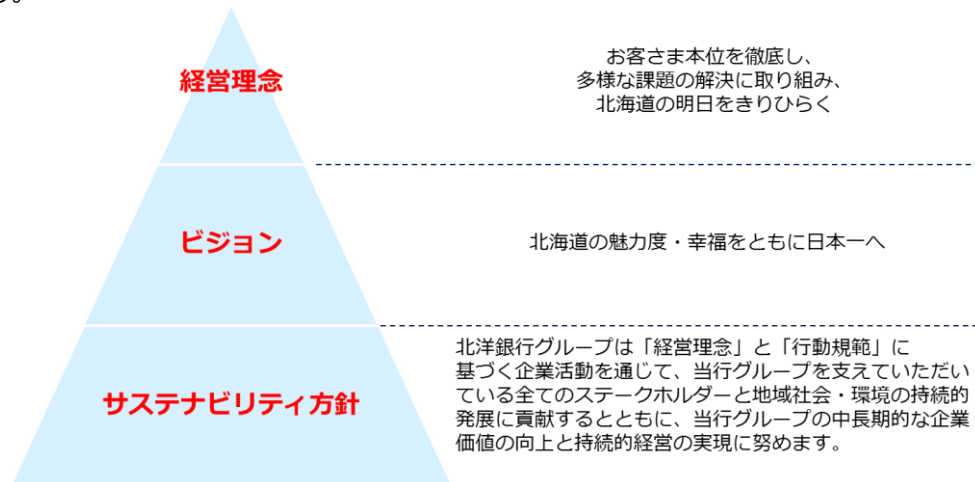 る。
経営理念
お客さま本位を徹底し、
多様な課題の解決に取り組み、
北海道の明日をきりひらく
ビジョン
北海道の魅力度・幸福をともに日本一へ
サステナビリティ方針
北洋銀行グループは「経営理念」と「行動規範」に
基づく企業活動を通じて、当行グループを支えていただい
ている全てのステークホルダーと地域社会・環境の持続的
発展に貢献するとともに、当行グループの中長期的な企業
価値の向上と持続的経営の実現に努めます。